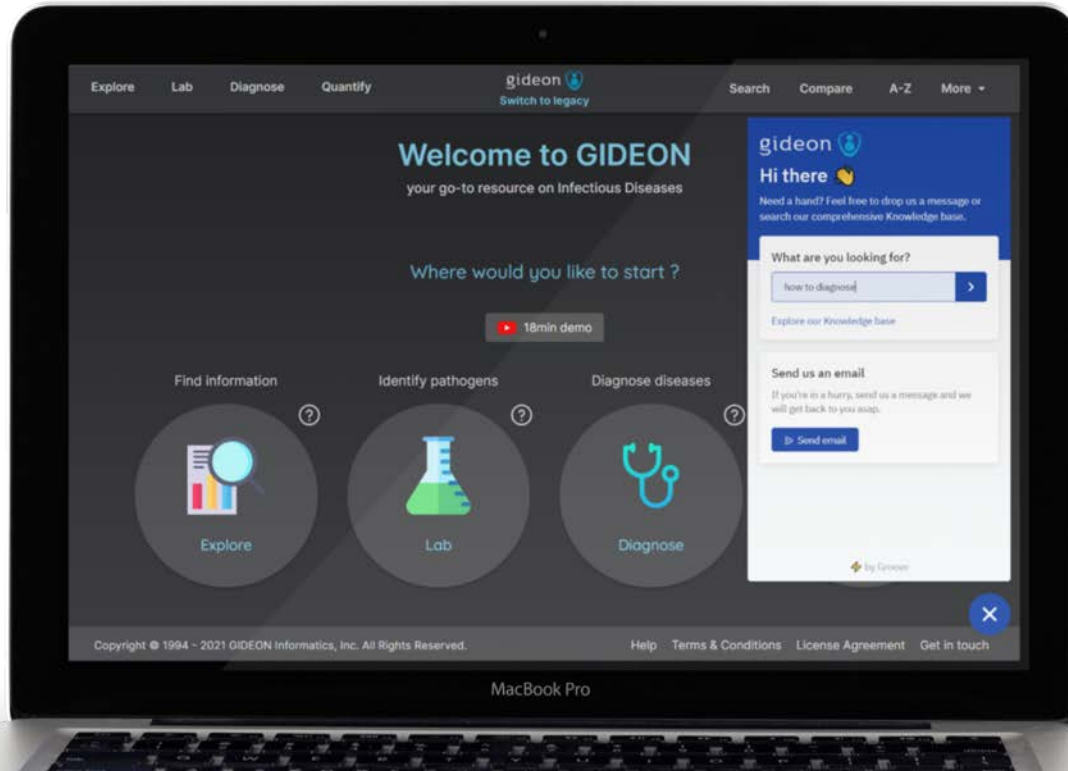 Explore Lab Diagnose Quantify
gideon
Switch to legacy
Search Compare A-Z More
Welcome to GIDEON
your go-to resource on Infectious Diseases
Where would you like to start ?
18min demo
Find information
Explore
Identify pathogens
Lab
Diagnose diseases
Diagnose
gideon
Hi there 👋
Need a hand? Feel free to drop us a message or
search our comprehensive Knowledge base.
What are you looking for?
how to diagnose
Explore our Knowledge base
Send us an email
If you're in a hurry, send us a message and we
will get back to you asap.
Send email
by Groove
Copyright © 1994 - 2021 GIDEON Informatics, Inc. All Rights Reserved.
Help Terms & Conditions License Agreement Get in touch
MacBook Pro